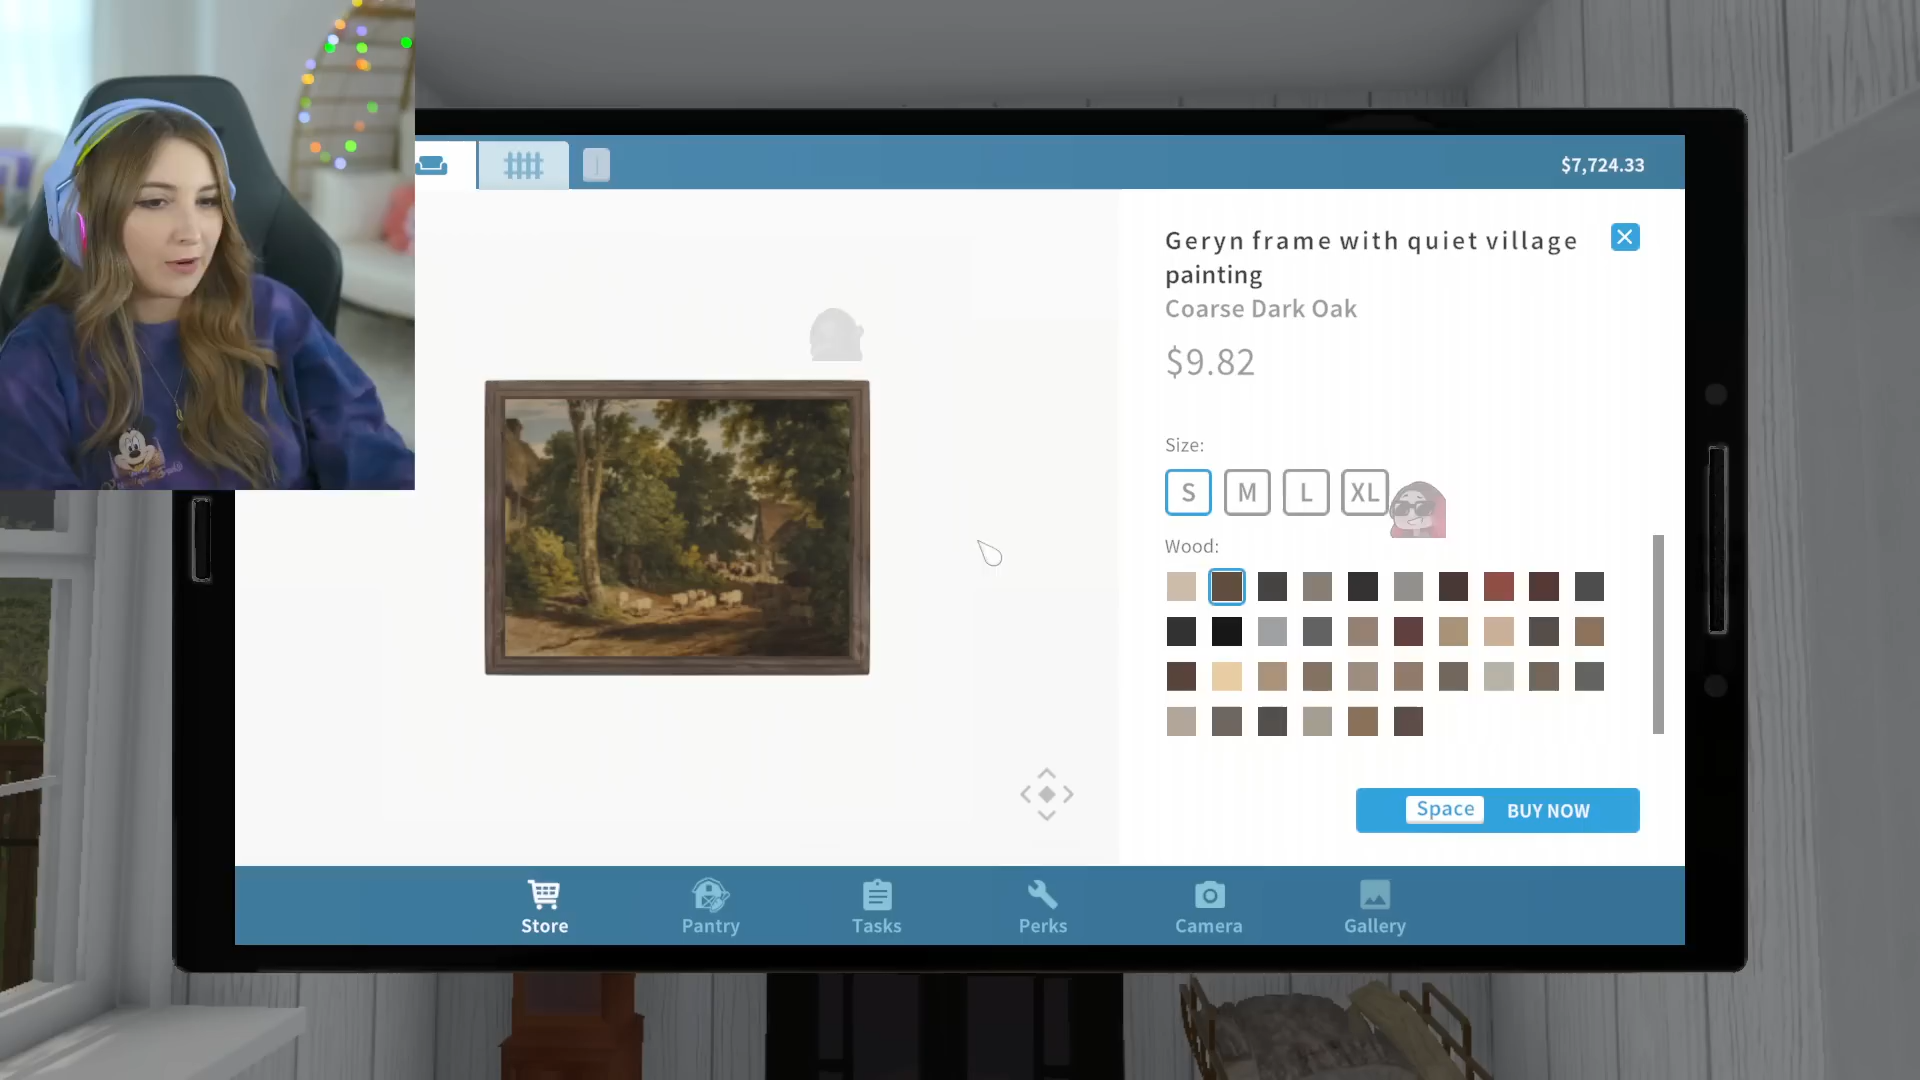 $7,724.33
Geryn frame with quiet village
painting
Coarse Dark Oak
$9.82
Size:
S M L XL
Wood:
Space BUY NOW
Store Pantry Tasks Perks Camera Gallery